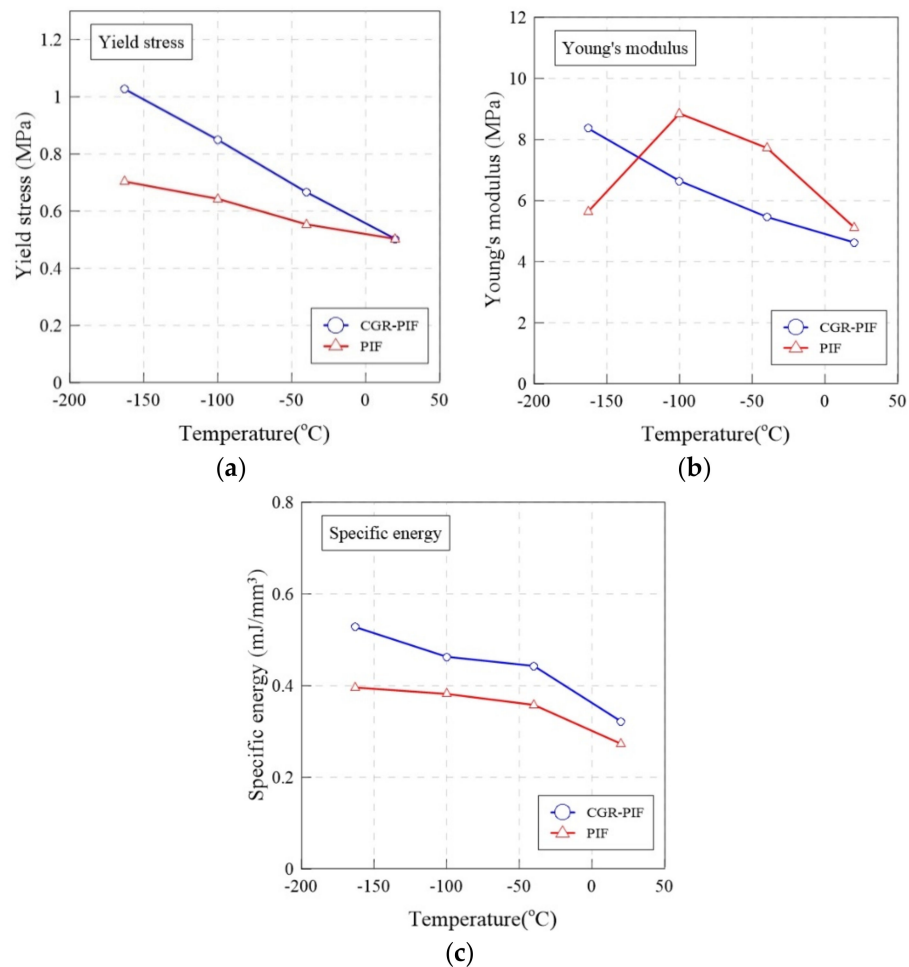 Yield stress
Yield stress (MPa)
1.2
1
0.8
0.6
0.4
0.2
0
CGR-PIF
PIF
-200 -150 -100 -50 0 50
Temperature(°C)
(a)
Young's modulus
Young's modulus (MPa)
12
10
8
6
4
2
0
CGR-PIF
PIF
-200 -150 -100 -50 0 50
Temperature(°C)
(b)
Specific energy
Specific energy (mJ/mm³)
0.8
0.6
0.4
0.2
0
CGR-PIF
PIF
-200 -150 -100 -50 0 50
Temperature(°C)
(c)